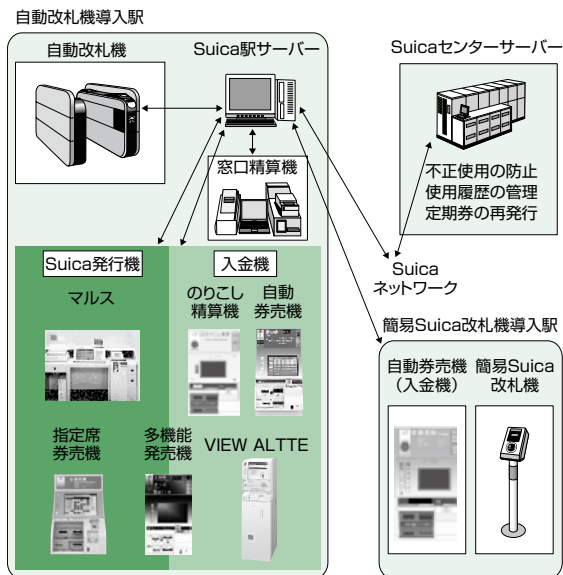 自動改札機導入駅
自動改札機
Suica駅サーバー
窓口精算機
Suica発行機
マルス
指定席
券売機
多機能
発売機
入金機
のりこし
精算機
自動
券売機
VIEW ALTTE
Suicaセンターサーバー
不正使用の防止
使用履歴の管理
定期券の再発行
Suica
ネットワーク
簡易Suica改札機導入駅
自動券売機
（入金機）
簡易Suica
改札機